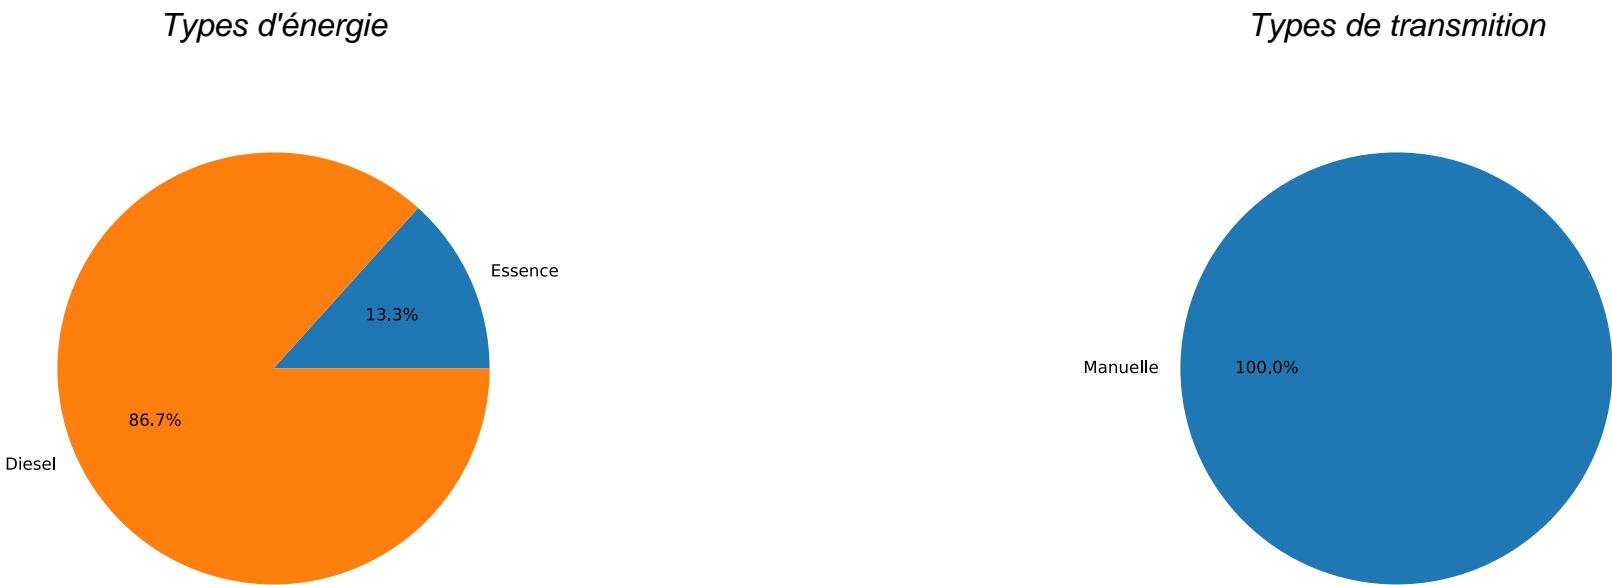 Types d'énergie
Types de transmition
Essence
13.3%
86.7%
Diesel
Manuelle
100.0%